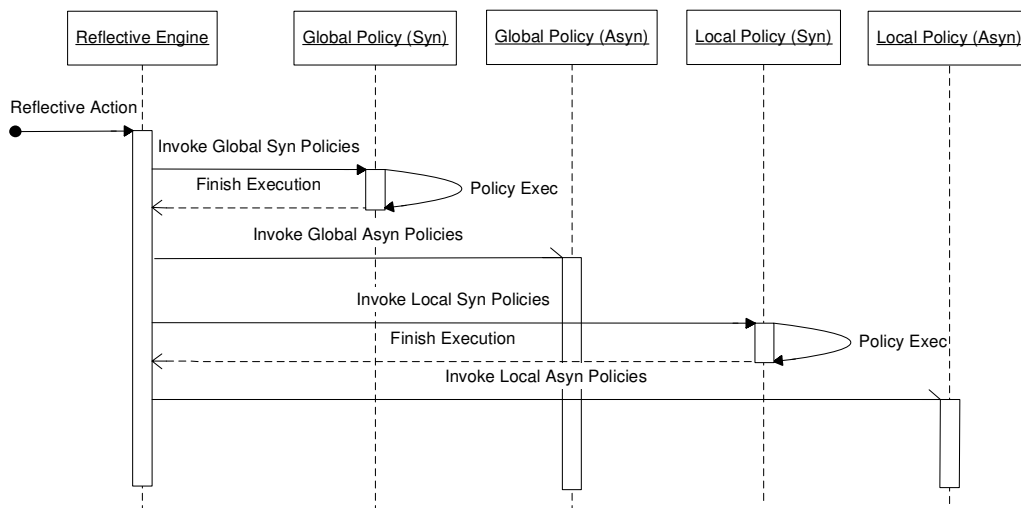 Reflective Engine
Global Policy (Syn)
Global Policy (Asyn)
Local Policy (Syn)
Local Policy (Asyn)
Reflective Action
Invoke Global Syn Policies
Finish Execution
Policy Exec
Invoke Global Asyn Policies
Invoke Local Syn Policies
Finish Execution
Policy Exec
Invoke Local Asyn Policies